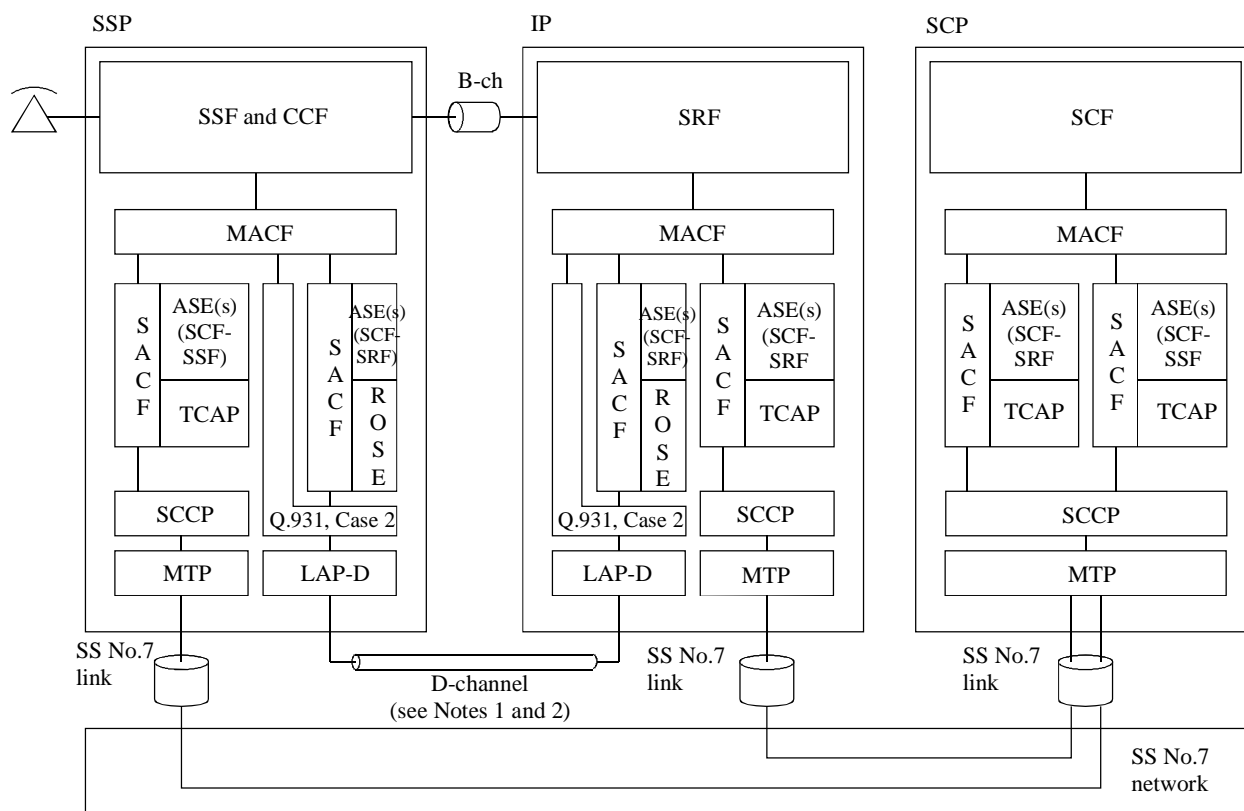 SSP
IP
SCP
B-ch
SSF and CCF
SRF
SCF
MACF
MACF
MACF
S
A
C
F
ASE(s)
(SCF-
SSF)
TCAP
S
A
C
F
ASE(s)
(SCF-
SRF)
R
O
S
E
S
A
C
F
ASE(s)
(SCF-
SRF)
R
O
S
E
S
A
C
F
ASE(s)
(SCF-
SRF
TCAP
S
A
C
F
ASE(s)
(SCF-
SRF
TCAP
S
A
C
F
ASE(s)
(SCF-
SSF
TCAP
SCCP
Q.931, Case 2
Q.931, Case 2
SCCP
SCCP
MTP
LAP-D
LAP-D
MTP
MTP
SS No.7
link
D-channel
(see Notes 1 and 2)
SS No.7
link
SS No.7
link
SS No.7
network